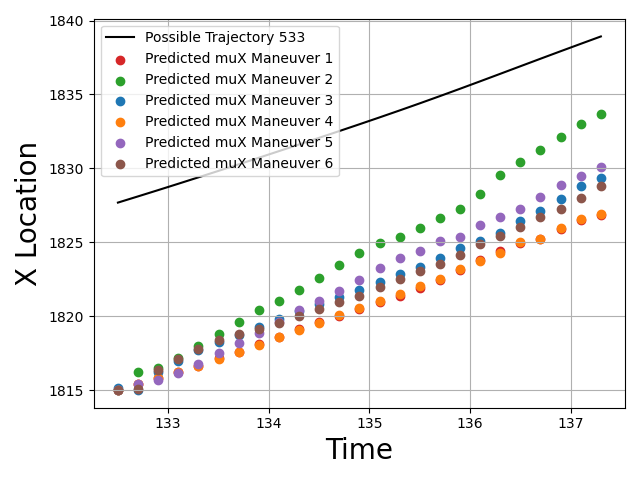 Possible Trajectory 533
Predicted muX Maneuver 1
Predicted muX Maneuver 2
Predicted muX Maneuver 3
Predicted muX Maneuver 4
Predicted muX Maneuver 5
Predicted muX Maneuver 6
1840
1835
1830
1825
1820
1815
X Location
133 134 135 136 137
Time